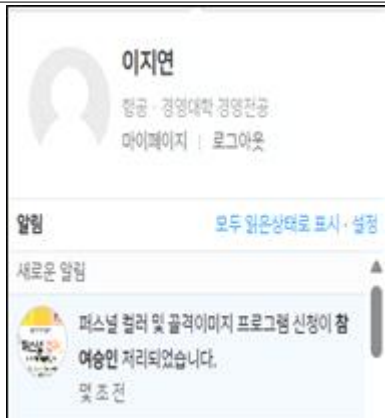 이지연
항공 · 경영대학 경영전공
마이페이지 | 로그아웃
알림 모두 읽은상태로 표시 · 설정
새로운 알림
퍼스널 컬러 및 골격이미지 프로그램 신청이 참
여승인 처리되었습니다.
몇 초 전